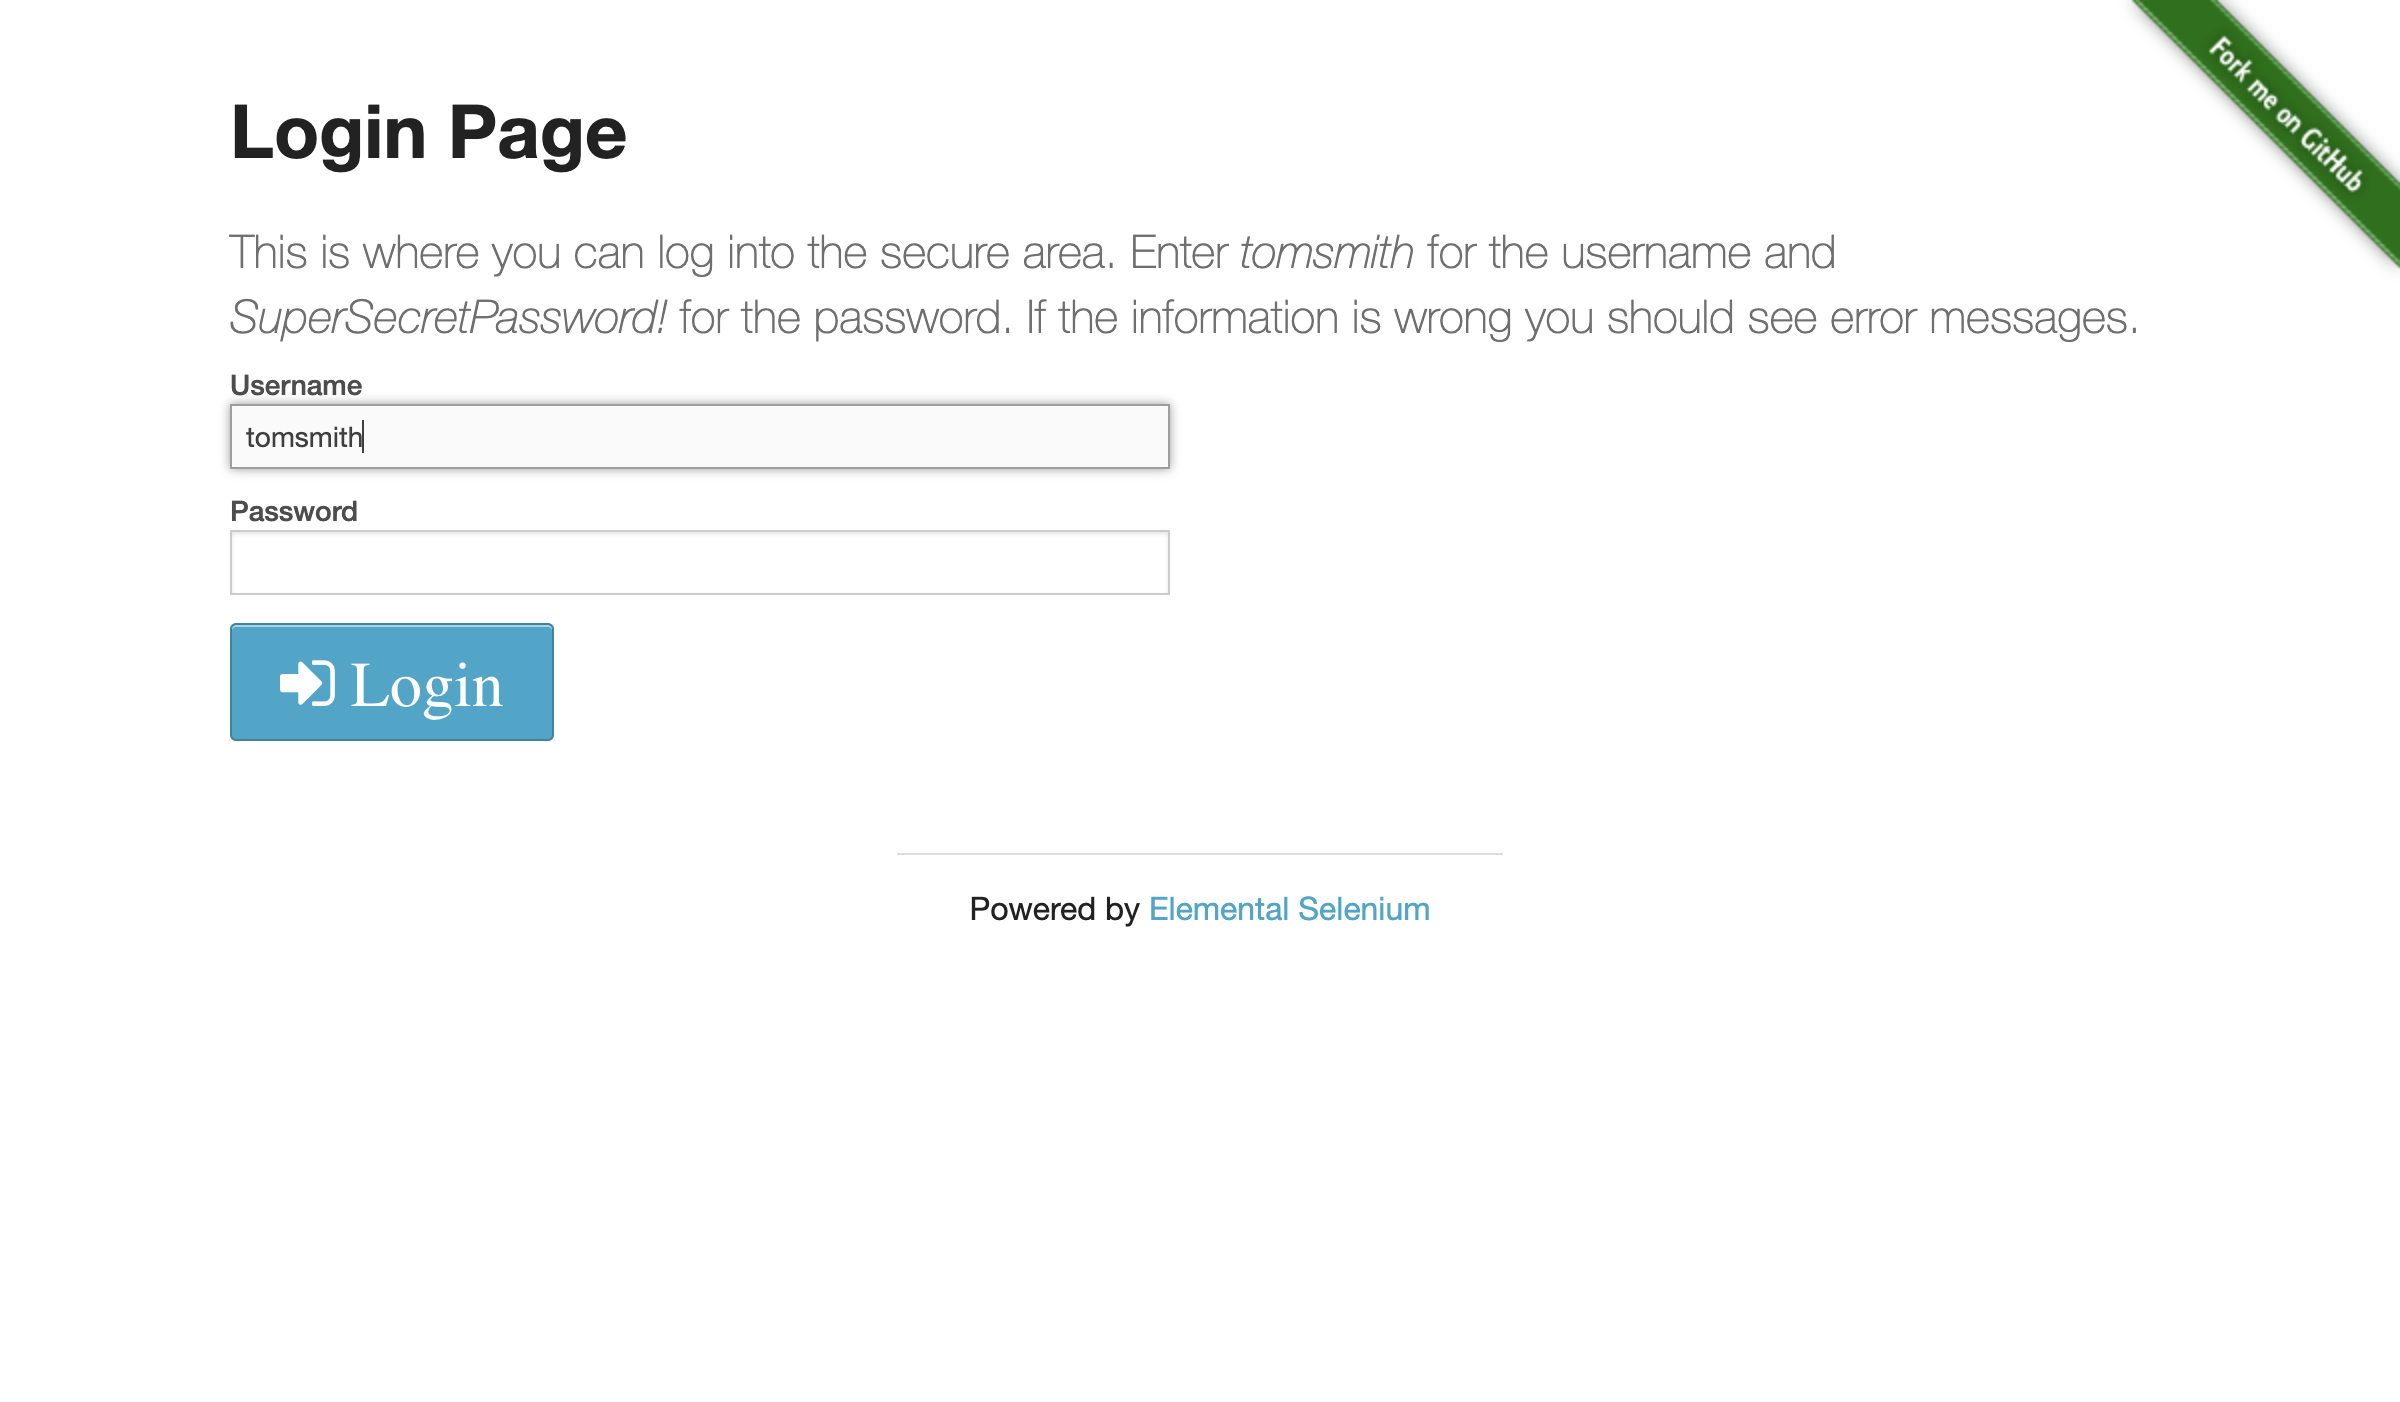 Fork me on GitHub
Login Page
This is where you can log into the secure area. Enter tomsmith for the username and
SuperSecretPassword! for the password. If the information is wrong you should see error messages.
Username
tomsmith
Password
Login
Powered by Elemental Selenium